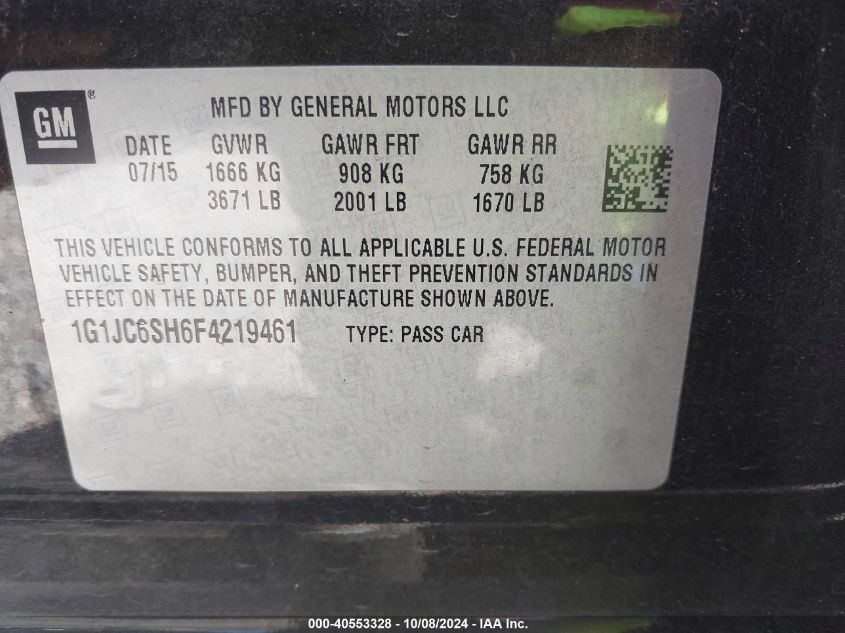 GM®
MFD BY GENERAL MOTORS LLC
DATE GVWR GAWR FRT GAWR RR
07/15 1666 KG 908 KG 758 KG
3671 LB 2001 LB 1670 LB
THIS VEHICLE CONFORMS TO ALL APPLICABLE U.S. FEDERAL MOTOR
VEHICLE SAFETY, BUMPER, AND THEFT PREVENTION STANDARDS IN
EFFECT ON THE DATE OF MANUFACTURE SHOWN ABOVE.
1G1JC6SH6F4219461 TYPE: PASS CAR
000-40553328 - 10/08/2024 - IAA Inc.